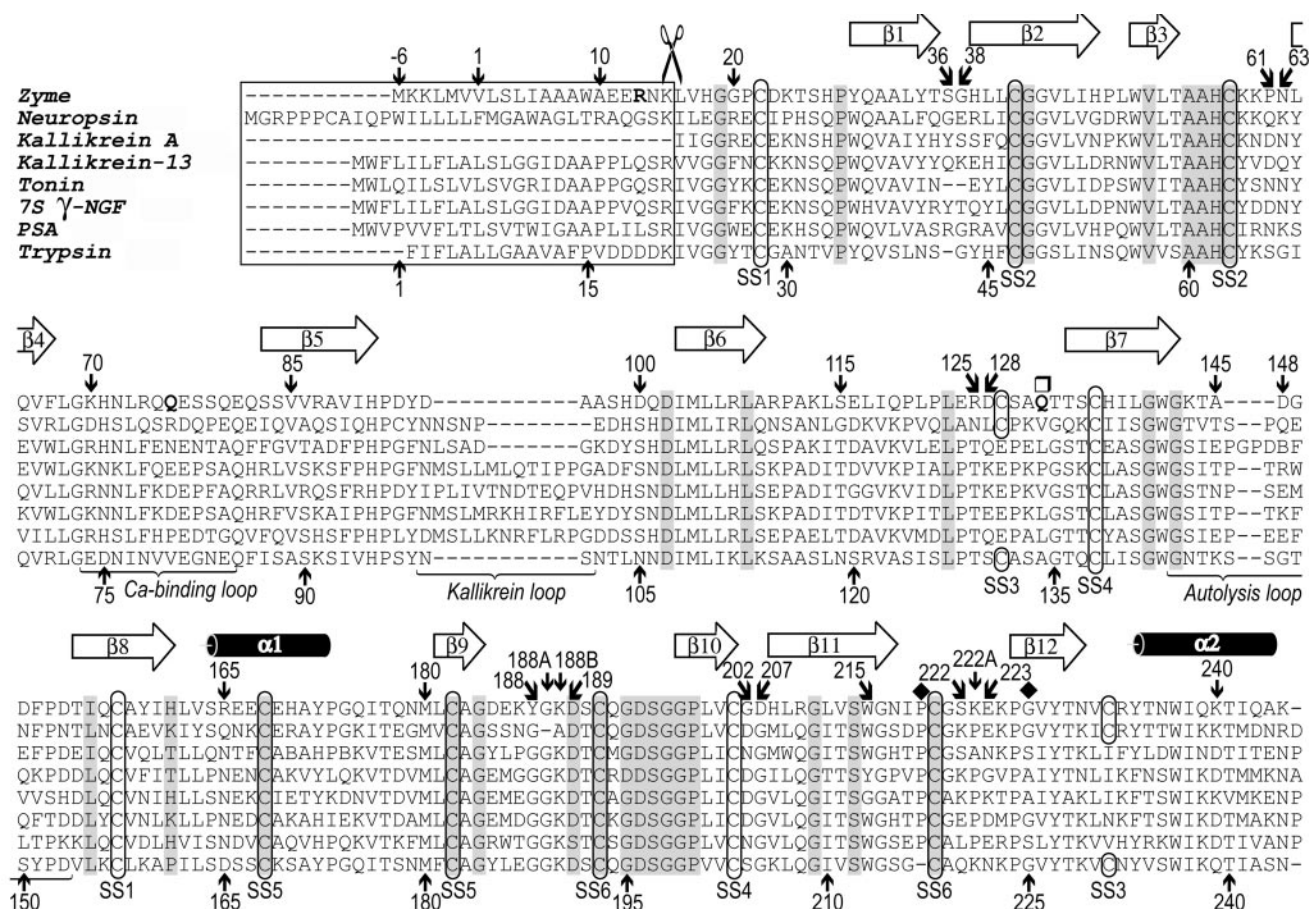 β1 β2 β3
-6 1 10 20 36 38 61 63
Zyme -----------MKKLMVVLSLIAAAWAEERNKLVHGGPCDKTSHPYQAALYTSGHLLCGGVLIHPLWVLTAAHCKKPNL
Neuropsin MGRPPPCAIQPWILLLLFMGAWAGLTRAQGSKILEGRECIPHSQPWQAALFQGERLICGGVLVGDRWVLTAAHCKKQKY
Kallikrein A --------------------------------IIGGRECEKNSHPWQVAIYHYSSFQCGGVLVNPKWVLTAAHCKNDNY
Kallikrein-13 --------MWFLILFLALSLGGIDAAPPLQSRVVGGFNCKKNSQPWQVAVYYQKEHICGGVLLDRNWVLTAAHCYVDQY
Tonin --------MWLQILSLVLSVGRIDAAPPGQSRIVGGYKCEKNSQPWQVAVIN--EYLCGGVLIDPSWVITAAHCYSNNY
7S γ-NGF --------MWFLILFLALSLGGIDAAPPVQSRIVGGFKCEKNSQPWHVAVYRYTQYLCGGVLLDPNWVLTAAHCYDDNY
PSA --------MWVPVVFLTLSVTWIGAAPLILSRIVGGWECEKHSQPWQVLVASRGRAVCGGVLVHPQWVLTAAHCIRNKS
Trypsin ------------FIFLALLGAAVAFPVDDDDKIVGGYTCGANTVPYQVSLNS-GYHFCGGSLINSQWVVSAAHCYKSGI
1 15 SS1 30 45 SS2 60 SS2
β4 β5 β6 β7
70 85 100 115 125 128 145 148
QVFLGKHNLRQQESSQEQSSVVRAVIHPDYD-----------AASHDQDIMLLRLARPAKLSELIQPLPLERDCSAQTTSCHILGWGKTA---DG
SVRLGDHSLQSRDQPEQEIQVAQSIQHPCYNNSNP--------EDHSHDIMLIRLQNSANLGDKVKPVQLANLCPKVGQKCIISGWGTVTS--PQE
EVWLGRHNLFENENTAQFFGVTADFPHPGFNLSAD-------GKDYSHDLMLLRLQSPAKITDAVKVLELPTQEPELGSTCEASGWGSIEPGPDBF
EVWLGKNKLFQEEPSAQHRLVSKSFPHPGFNMSLLMLQTIPPGADFSNDLMLLRLSKPADITDVVKPIALPTKEPKPGSKCLASGWGSITP--TRW
QVLLGRNNLFKDEPFAQRRLVRQSFRHPDYIPLIVTNDTEQPVHDHSNDLMLLHLSEPADITGGVKVIDLPTKEPKVGSTCLASGWGSTNP--SEM
KVWLGKNNLFKDEPSAQHRFVSKAIPHPGFNMSLMRKHIRFLEYDYSNDLMLLRLSKPADITDTVKPITLPTEEPKLGSTCLASGWGSITP--TKF
VILLGRHSLFHPEDTGQVFQVSHSFPHPLYDMSLLKNRFLRPGDDSSHDLMLLRLSEPAELTDAVKVMDLPTQEPALGTTCYASGWGSIEP--EEF
QVRLGEDNINVVEGNEQFISASKSIVHPSYN-----------SNTLNNDIMLIKLKSAASLNSRVASISLPTSCASAGTQCLISGWGNTKS--SGT
75 Ca-binding loop 90 Kallikrein loop 105 120 SS3 135 SS4 Autolysis loop
β8 α1 β9 β10 β11 β12 α2
165 180 188 188A 188B 189 202 207 215 222 222A 223 240
DFPDTIQCAYIHLVSREECEHAYPGQITQNMLCAGDEKYGKDSCQGDSGGPLVCGDHLRGLVSWGNIPCGSKEKPGVYTNVCRYTNWIQKTIQAK-
NFPNTLNCAEVKIYSQNKCERAYPGKITEGMVCAGSSNG-ADTCQGDSGGPLVCDGMLQGITSWGSDPCGKPEKPGVYTKICRYTTWIKKTMDNRD
EFPDEIQCVQLTLLQNTFCABAHPBKVTESMLCAGYLPGGKDTCMGDSGGPLICNGMWQGITSWGHTPCGSANKPSIYTKLIFYLDWINDTITENP
QKPDDLQCVFITLLPNENCAKVYLQKVTDVMLCAGEMGGGKDTCRDDSGGPLICDGILQGTTSYGPVPCGKPGVPAIYTNLIKFNSWIKDTMMKNA
VVSHDLQCVNIHLLSNEKCIETYKDNVTDVMLCAGEMEGGKDTCAGDSGGPLICDGVLQGITSGGATPCAKPKTPAIYAKLIKFTSWIKKVMKENP
QFTDDLYCVNLKLLPNEDCAKAHIEKVTDAMLCAGEMDGGKDTCKGDSGGPLICDGVLQGITSWGHTPCGEPDMPGVYTKLNKFTSWIKDTMAKNP
LTPKKLQCVDLHVISNDVCAQVHPQKVTKFMLCAGRWTGGKSTCSGDSGGPLVCNGVLQGITSWGSEPCALPERPSLYTKVVHYRKWIKDTIVANP
SYPDVLKCLKAPILSDSSCKSAYPGQITSNMFCAGYLEGGKDSCQGDSGGPVVCSGKLQGIVSWGSG-CAQKNKPGVYTKVCNYVSWIKQTIASN-
150 SS1 165 SS5 180 SS5 SS6 195 SS4 210 SS6 225 SS3 240